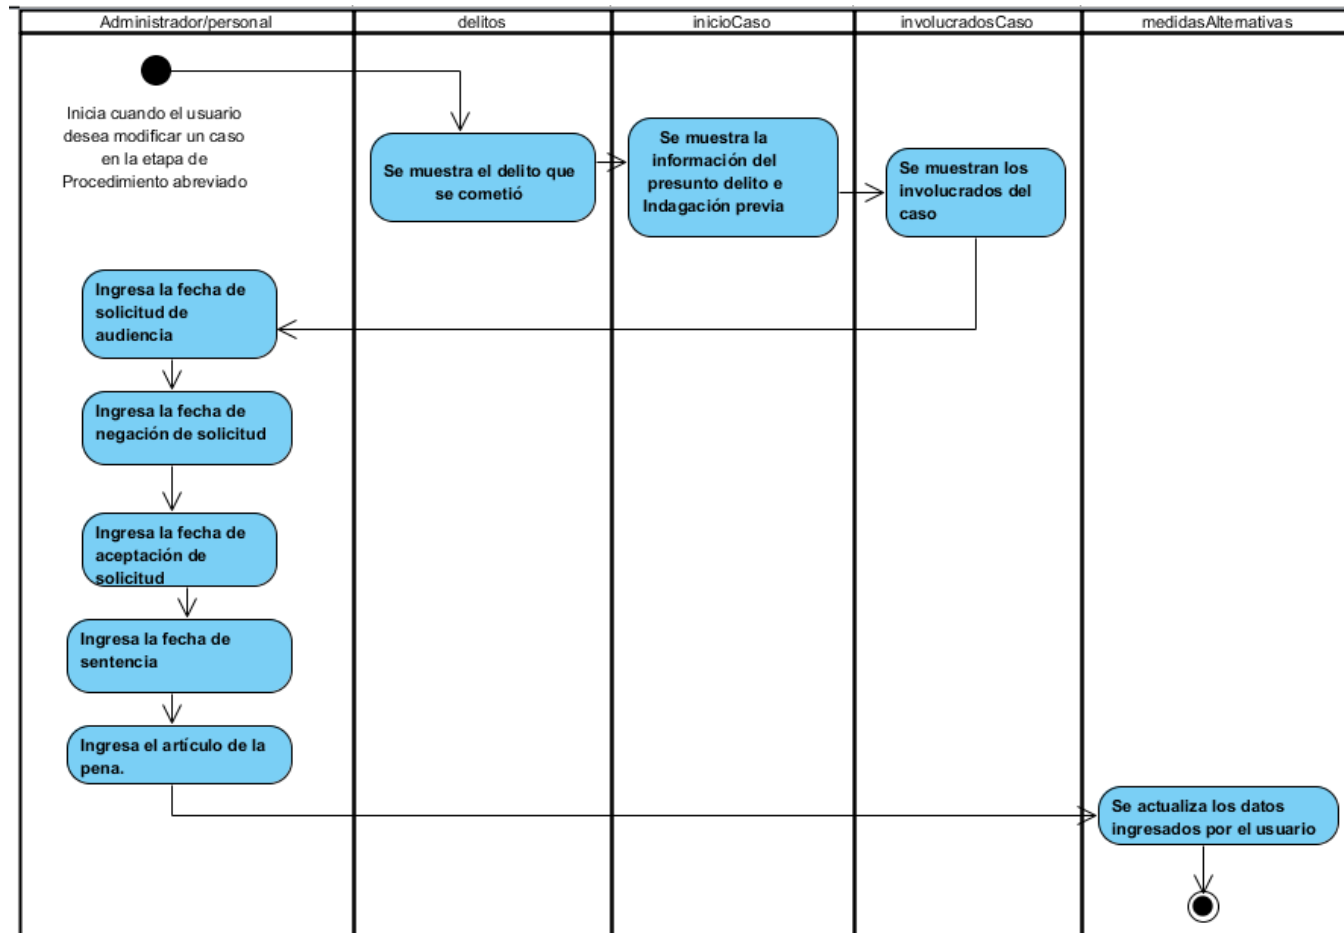 Administrador/personal
delitos
inicioCaso
involucradosCaso
medidasAlternativas
Inicia cuando el usuario
desea modificar un caso
en la etapa de
Procedimiento abreviado
Se muestra el delito que
se cometió
Se muestra la
información del
presunto delito e
Indagación previa
Se muestran los
involucrados del
caso
Ingresa la fecha de
solicitud de
audiencia
Ingresa la fecha de
negación de solicitud
Ingresa la fecha de
aceptación de
solicitud
Ingresa la fecha de
sentencia
Ingresa el artículo de la
pena.
Se actualiza los datos
ingresados por el usuario